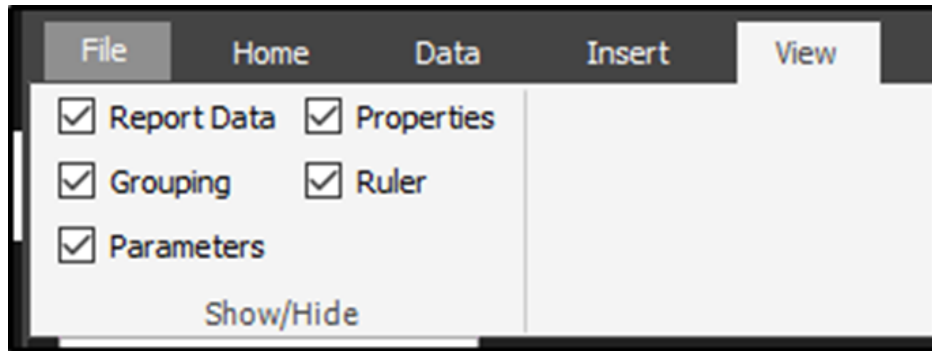 File Home Data Insert View
Report Data Properties
Grouping Ruler
Parameters
Show/Hide